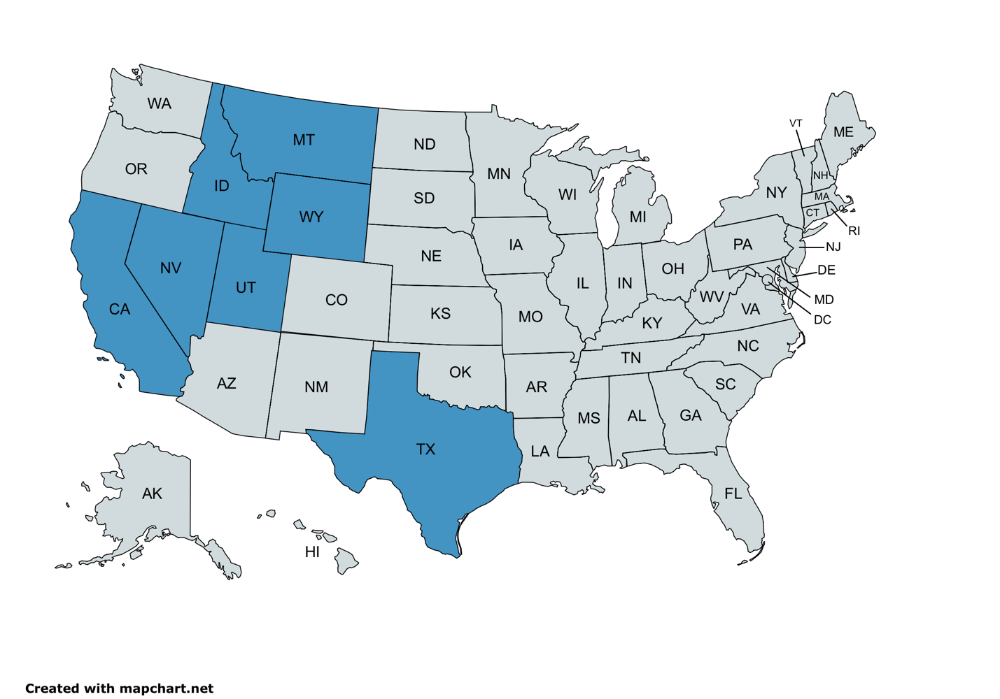 WA
MT
ND
MN
VT
ME
OR
ID
SD
WI
MI
NY
NH
MA
CT
RI
WY
NE
IA
PA
NJ
NV
UT
CO
KS
MO
IL
IN
OH
WV
VA
DE
MD
DC
CA
KY
NC
AZ
NM
OK
AR
TN
SC
TX
LA
MS
AL
GA
AK
HI
FL
Created with mapchart.net